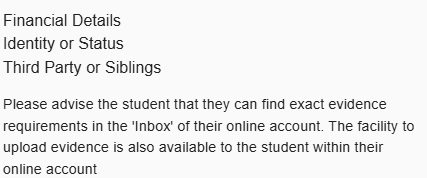 Financial Details
Identity or Status
Third Party or Siblings
Please advise the student that they can find exact evidence
requirements in the 'Inbox' of their online account. The facility to
upload evidence is also available to the student within their
online account